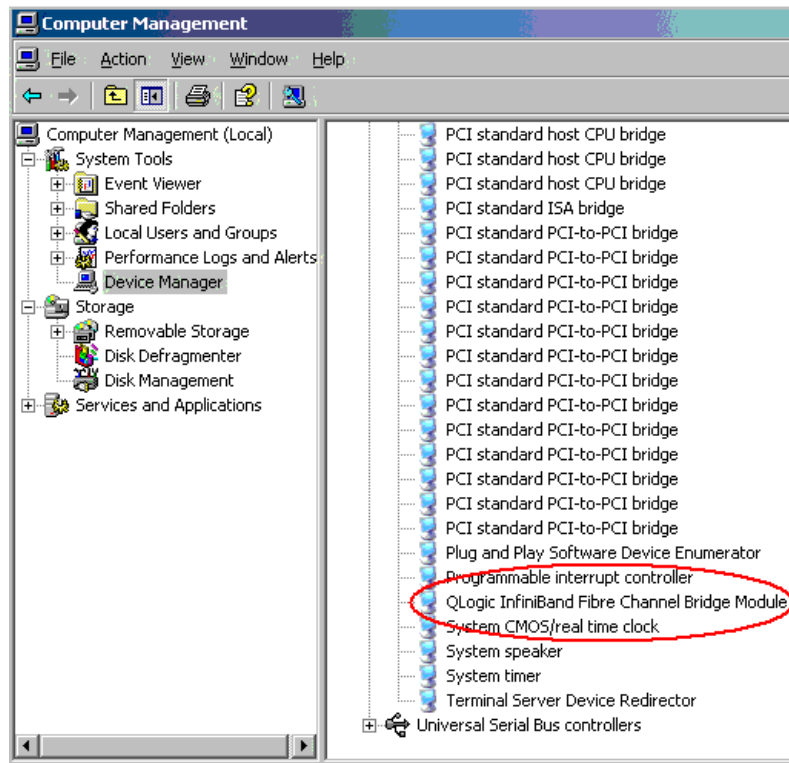 Computer Management
File Action View Window Help
Computer Management (Local)
System Tools
Event Viewer
Shared Folders
Local Users and Groups
Performance Logs and Alerts
Device Manager
Storage
Removable Storage
Disk Defragmenter
Disk Management
Services and Applications
PCI standard host CPU bridge
PCI standard host CPU bridge
PCI standard host CPU bridge
PCI standard ISA bridge
PCI standard PCI-to-PCI bridge
PCI standard PCI-to-PCI bridge
PCI standard PCI-to-PCI bridge
PCI standard PCI-to-PCI bridge
PCI standard PCI-to-PCI bridge
PCI standard PCI-to-PCI bridge
PCI standard PCI-to-PCI bridge
PCI standard PCI-to-PCI bridge
PCI standard PCI-to-PCI bridge
PCI standard PCI-to-PCI bridge
PCI standard PCI-to-PCI bridge
PCI standard PCI-to-PCI bridge
PCI standard PCI-to-PCI bridge
Plug and Play Software Device Enumerator
Programmable interrupt controller
QLogic InfiniBand Fibre Channel Bridge Module
System CMOS/real time clock
System speaker
System timer
Terminal Server Device Redirector
Universal Serial Bus controllers